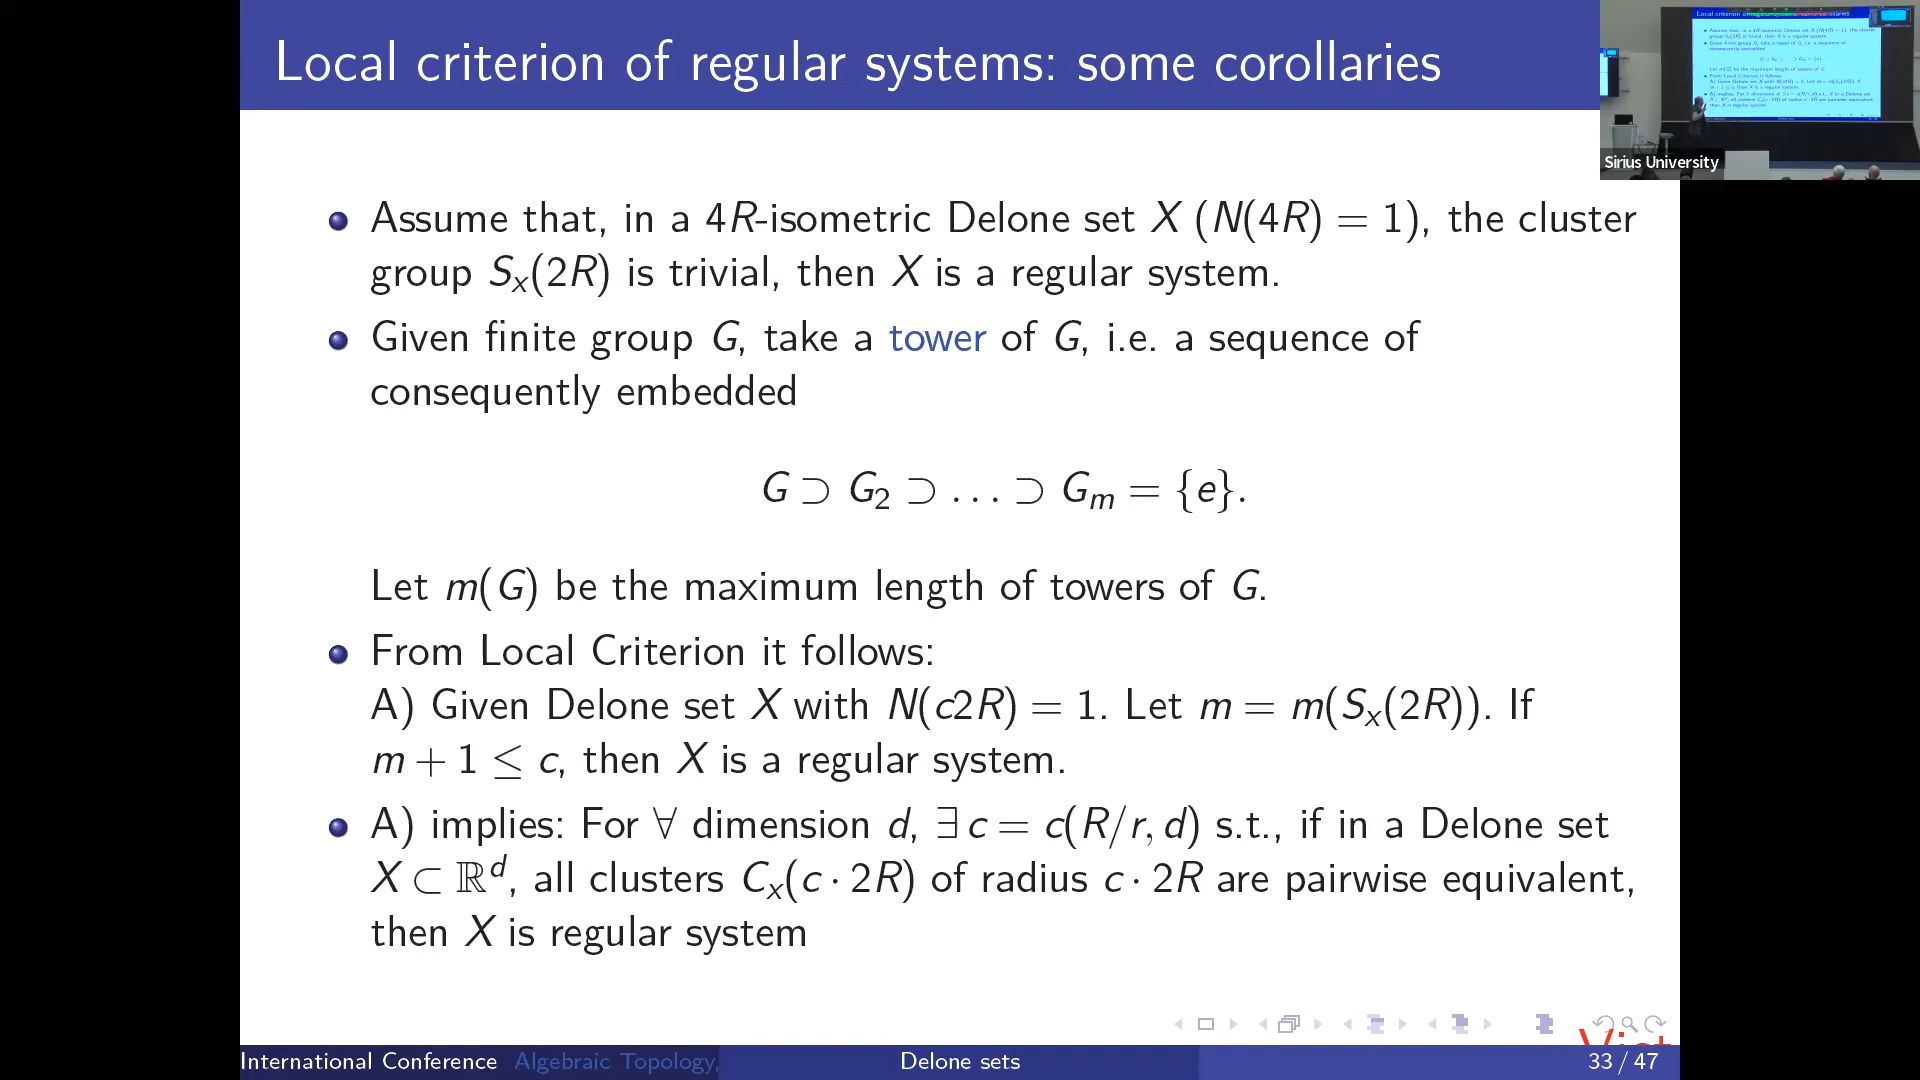 Local criterion of regular systems: some corollaries
Sirius University
Assume that, in a 4R-isometric Delone set X (N(4R) = 1), the cluster
group Sₓ(2R) is trivial, then X is a regular system.
Given finite group G, take a tower of G, i.e. a sequence of
consequently embedded
G ⊃ G₂ ⊃ ... ⊃ Gₘ = {e}.
Let m(G) be the maximum length of towers of G.
From Local Criterion it follows:
A) Given Delone set X with N(c2R) = 1. Let m = m(Sₓ(2R)). If
m + 1 ≤ c, then X is a regular system.
A) implies: For ∀ dimension d, ∃ c = c(R/r, d) s.t., if in a Delone set
X ⊂ ℝᵈ, all clusters Cₓ(c · 2R) of radius c · 2R are pairwise equivalent,
then X is regular system
International Conference Algebraic Topology,
Delone sets
33 / 47